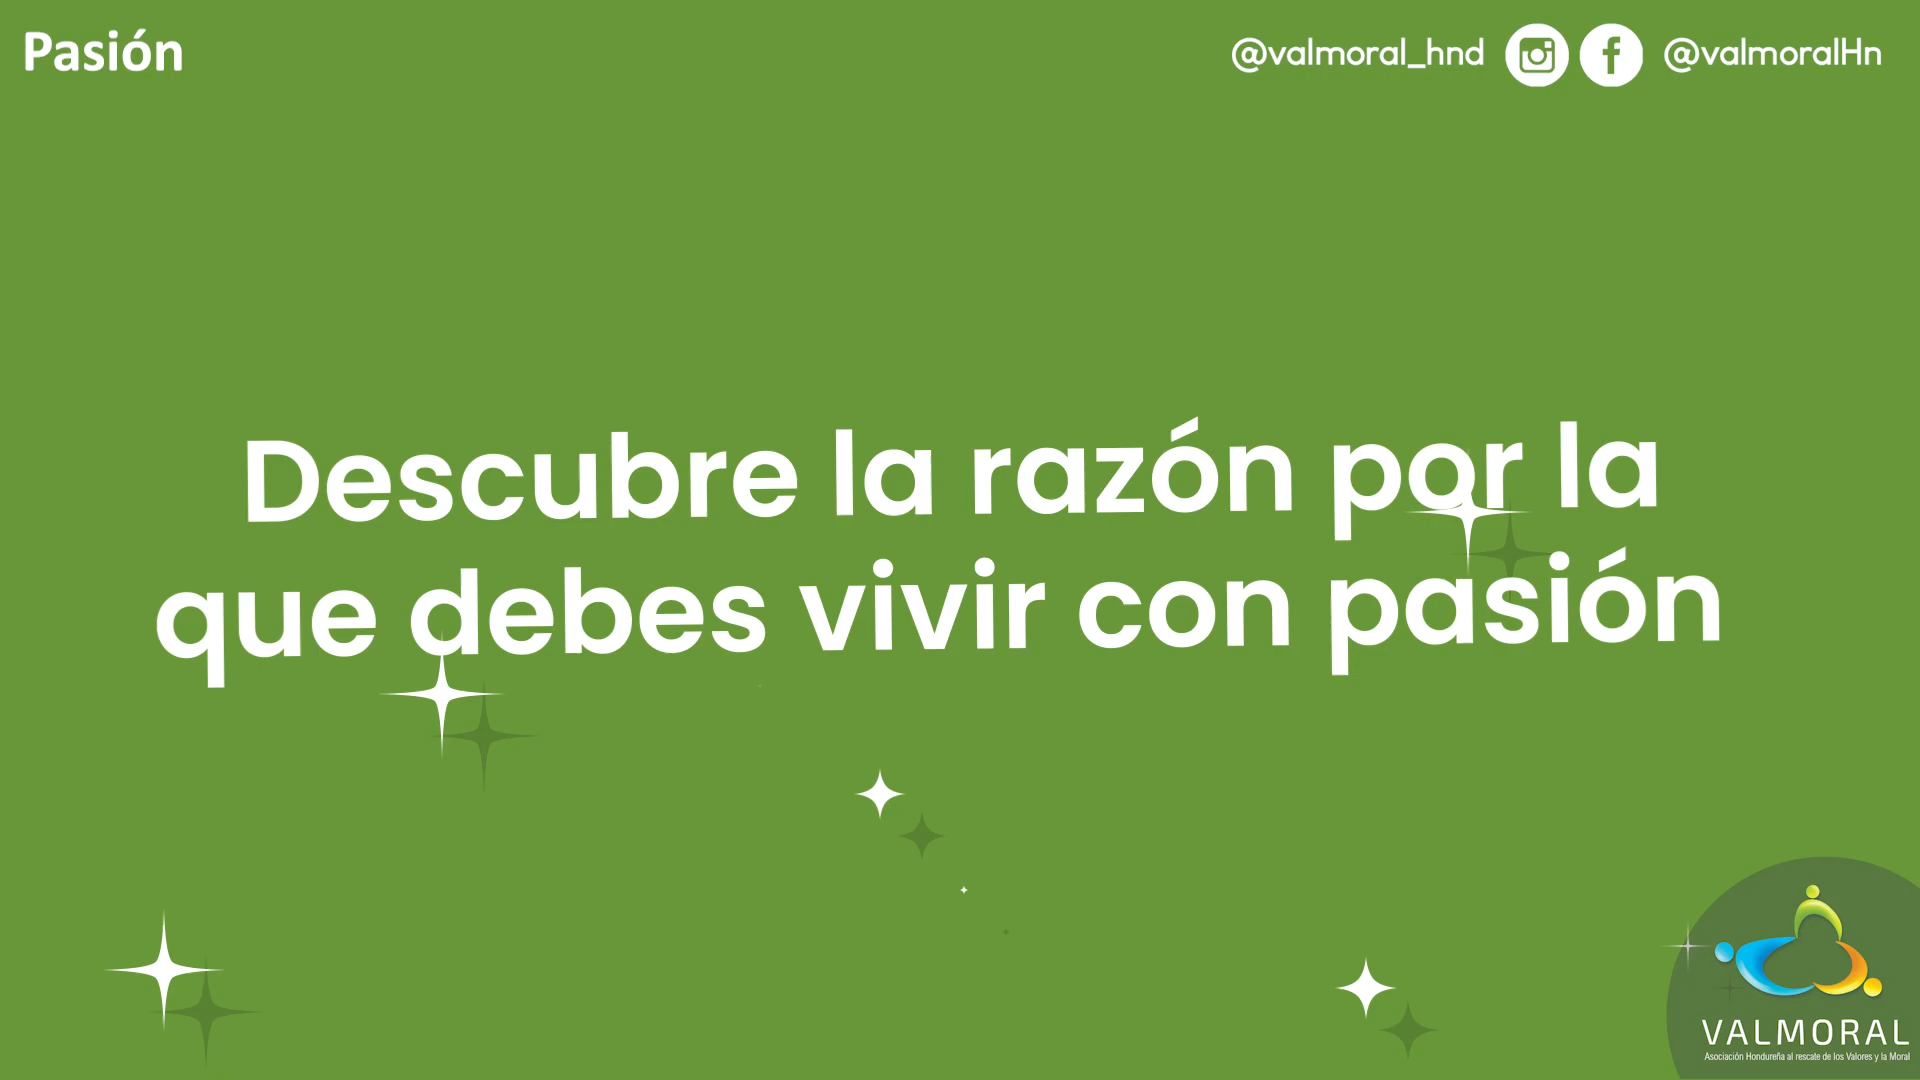 Pasión
@valmoral_hnd
@valmoralHn
Descubre la razón por la
que debes vivir con pasión
VALMORAL
Asociación Hondureña al rescate de los Valores y la Moral